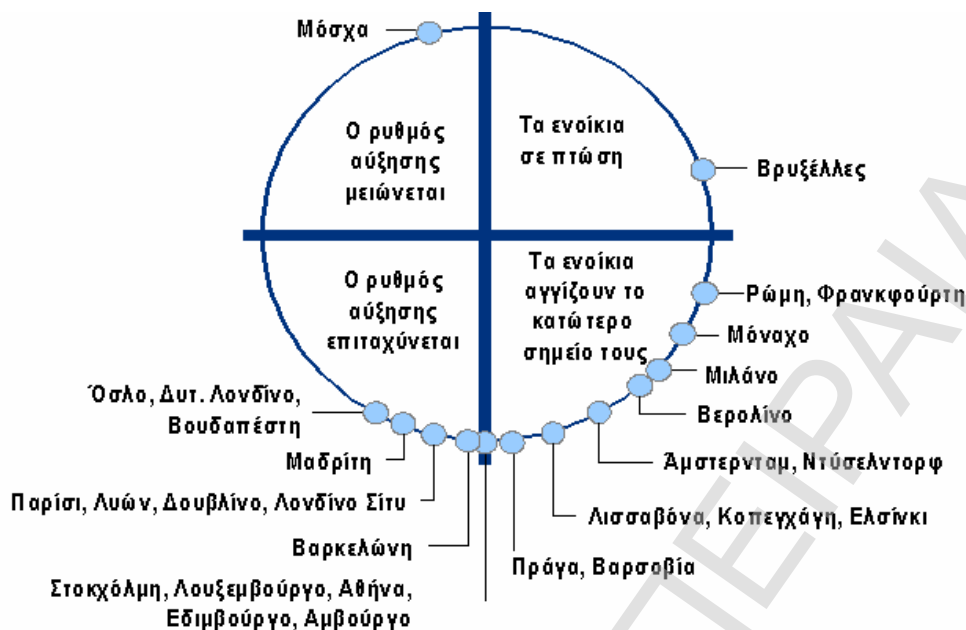 Μόσχα
Ο ρυθμός
αύξησης
μειώνεται
Τα ενοίκια
σε πτώση
Βρυξέλλες
Ο ρυθμός
αύξησης
επιταχύνεται
Τα ενοίκια
αγγίζουν το
κατώτερο
σημείο τους
Ρώμη, Φρανκφούρτη
Μόναχο
Μιλάνο
Βερολίνο
Άμστερνταμ, Ντύσελντορφ
Λισσαβόνα, Κοπεγχάγη, Ελσίνκι
Πράγα, Βαρσοβία
Όσλο, Δυτ. Λονδίνο,
Βουδαπέστη
Μαδρίτη
Παρίσι, Λυών, Δουβλίνο, Λονδίνο Σίτυ
Βαρκελώνη
Στοκχόλμη, Λουξεμβούργο, Αθήνα,
Εδιμβούργο, Αμβούργο
ΠΕΙΡΑΙΑ